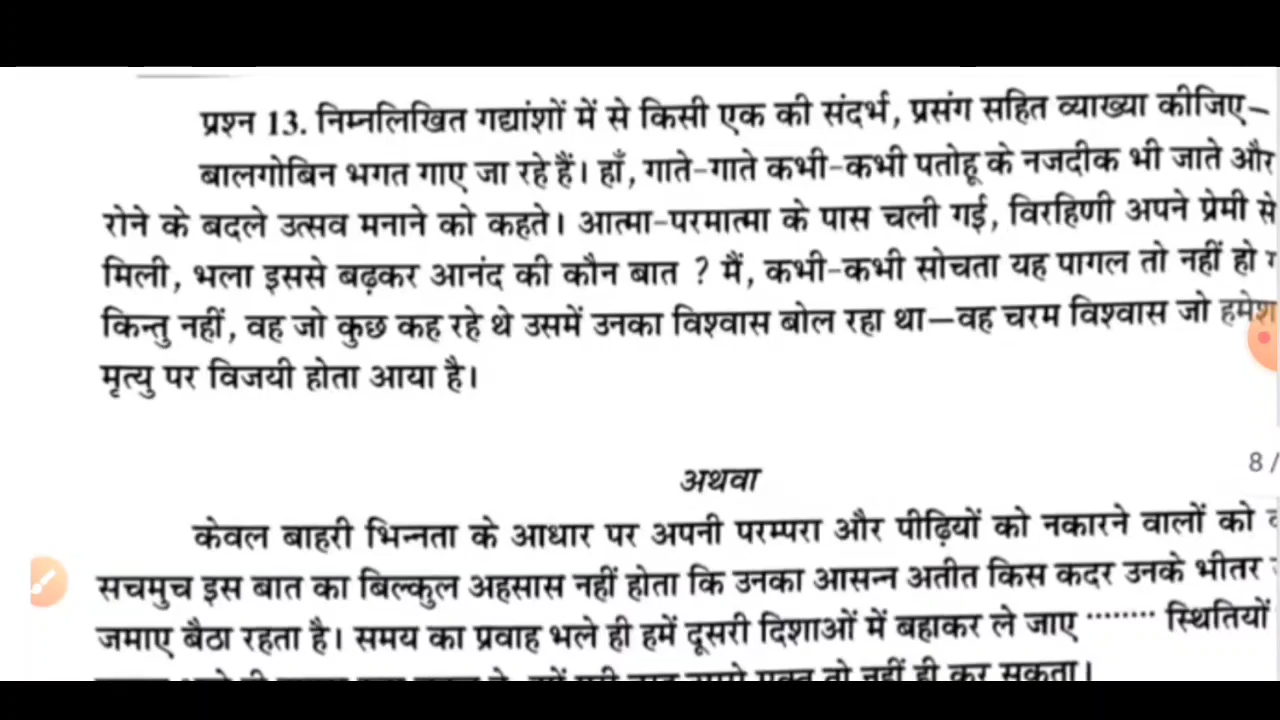 प्रश्न 13. निम्नलिखित गद्यांशों में से किसी एक की संदर्भ, प्रसंग सहित व्याख्या कीजिए–
बालगोबिन भगत गाए जा रहे हैं। हाँ, गाते-गाते कभी-कभी पतोहू के नजदीक भी जाते और
रोने के बदले उत्सव मनाने को कहते। आत्मा-परमात्मा के पास चली गई, विरहिणी अपने प्रेमी से
मिली, भला इससे बढ़कर आनंद की कौन बात ? मैं, कभी-कभी सोचता यह पागल तो नहीं हो
किन्तु नहीं, वह जो कुछ कह रहे थे उसमें उनका विश्वास बोल रहा था—वह चरम विश्वास जो
मृत्यु पर विजयी होता आया है।
8 /
अथवा
केवल बाहरी भिन्नता के आधार पर अपनी परम्परा और पीढ़ियों को नकारने वालों को
सचमुच इस बात का बिल्कुल अहसास नहीं होता कि उनका आसन्न अतीत किस कदर उनके भीतर
जमाए बैठा रहता है। समय का प्रवाह भले ही हमें दूसरी दिशाओं में बहाकर ले जाए ........ स्थितियों
तो नहीं ही कर सकता।